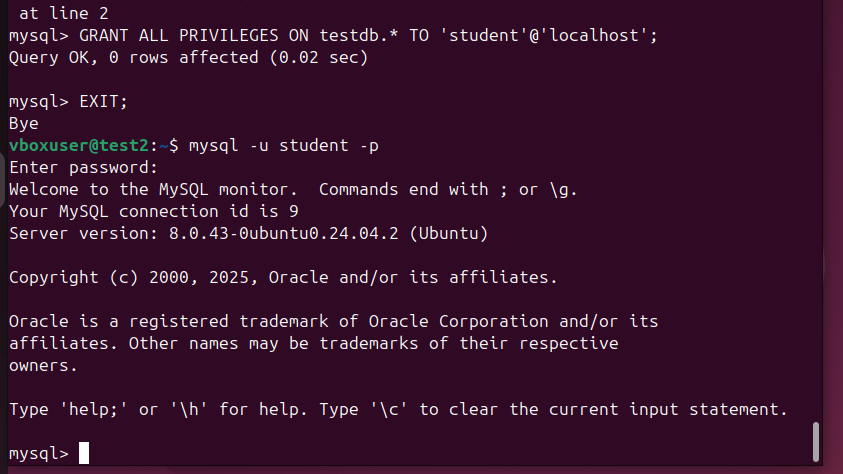 at line 2
mysql> GRANT ALL PRIVILEGES ON testdb.* TO 'student'@'localhost';
Query OK, 0 rows affected (0.02 sec)
mysql> EXIT;
Bye
vboxuser@test2:~$ mysql -u student -p
Enter password:
Welcome to the MySQL monitor.  Commands end with ; or \g.
Your MySQL connection id is 9
Server version: 8.0.43-0ubuntu0.24.04.2 (Ubuntu)
Copyright (c) 2000, 2025, Oracle and/or its affiliates.
Oracle is a registered trademark of Oracle Corporation and/or its
affiliates. Other names may be trademarks of their respective
owners.
Type 'help;' or '\h' for help. Type '\c' to clear the current input statement.
mysql>